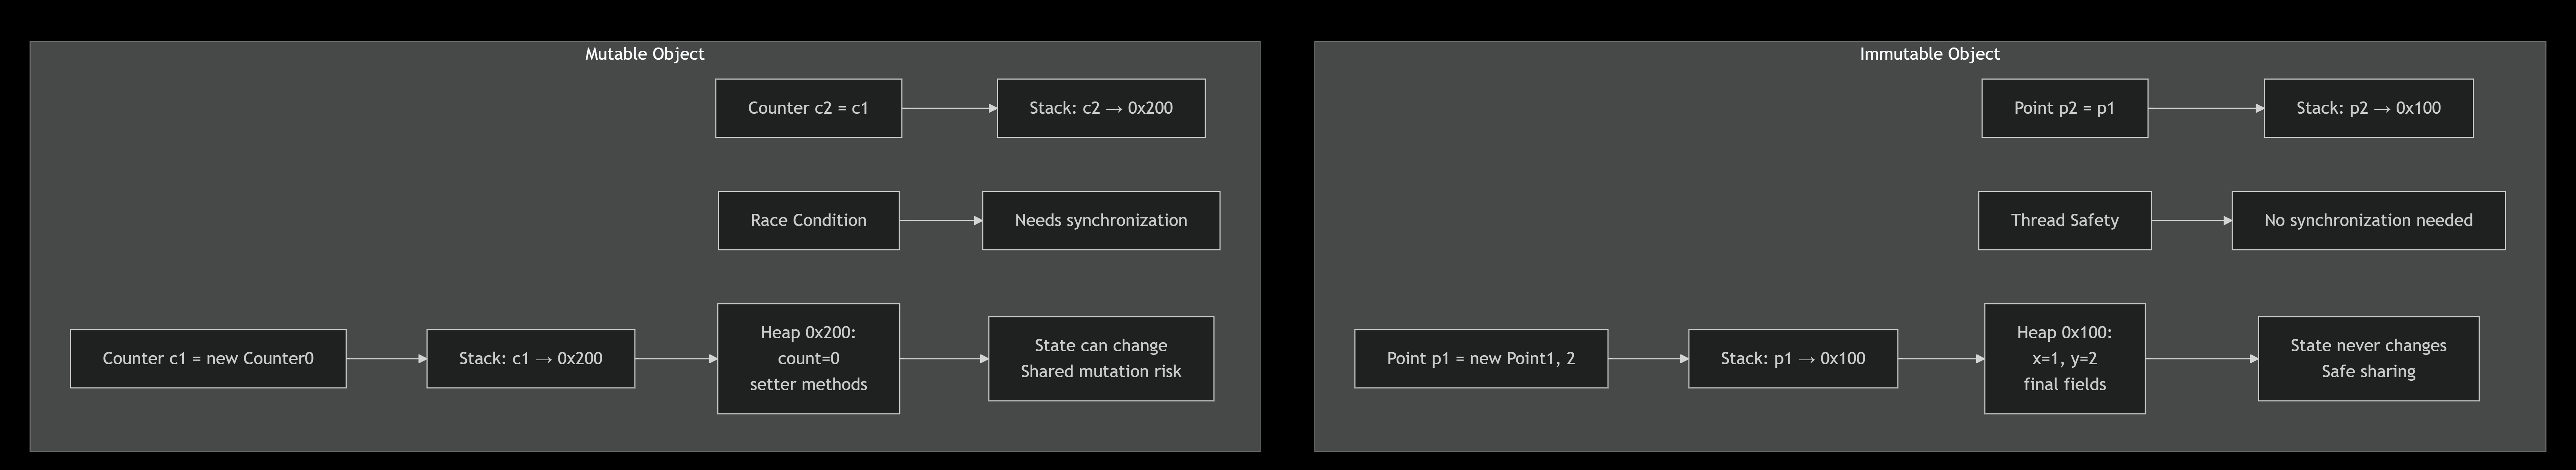 Mutable Object
Counter c2 = c1
Stack: c2 → 0x200
Race Condition
Needs synchronization
Counter c1 = new Counter0
Stack: c1 → 0x200
Heap 0x200:
count=0
setter methods
State can change
Shared mutation risk
Immutable Object
Point p2 = p1
Stack: p2 → 0x100
Thread Safety
No synchronization needed
Point p1 = new Point1, 2
Stack: p1 → 0x100
Heap 0x100:
x=1, y=2
final fields
State never changes
Safe sharing